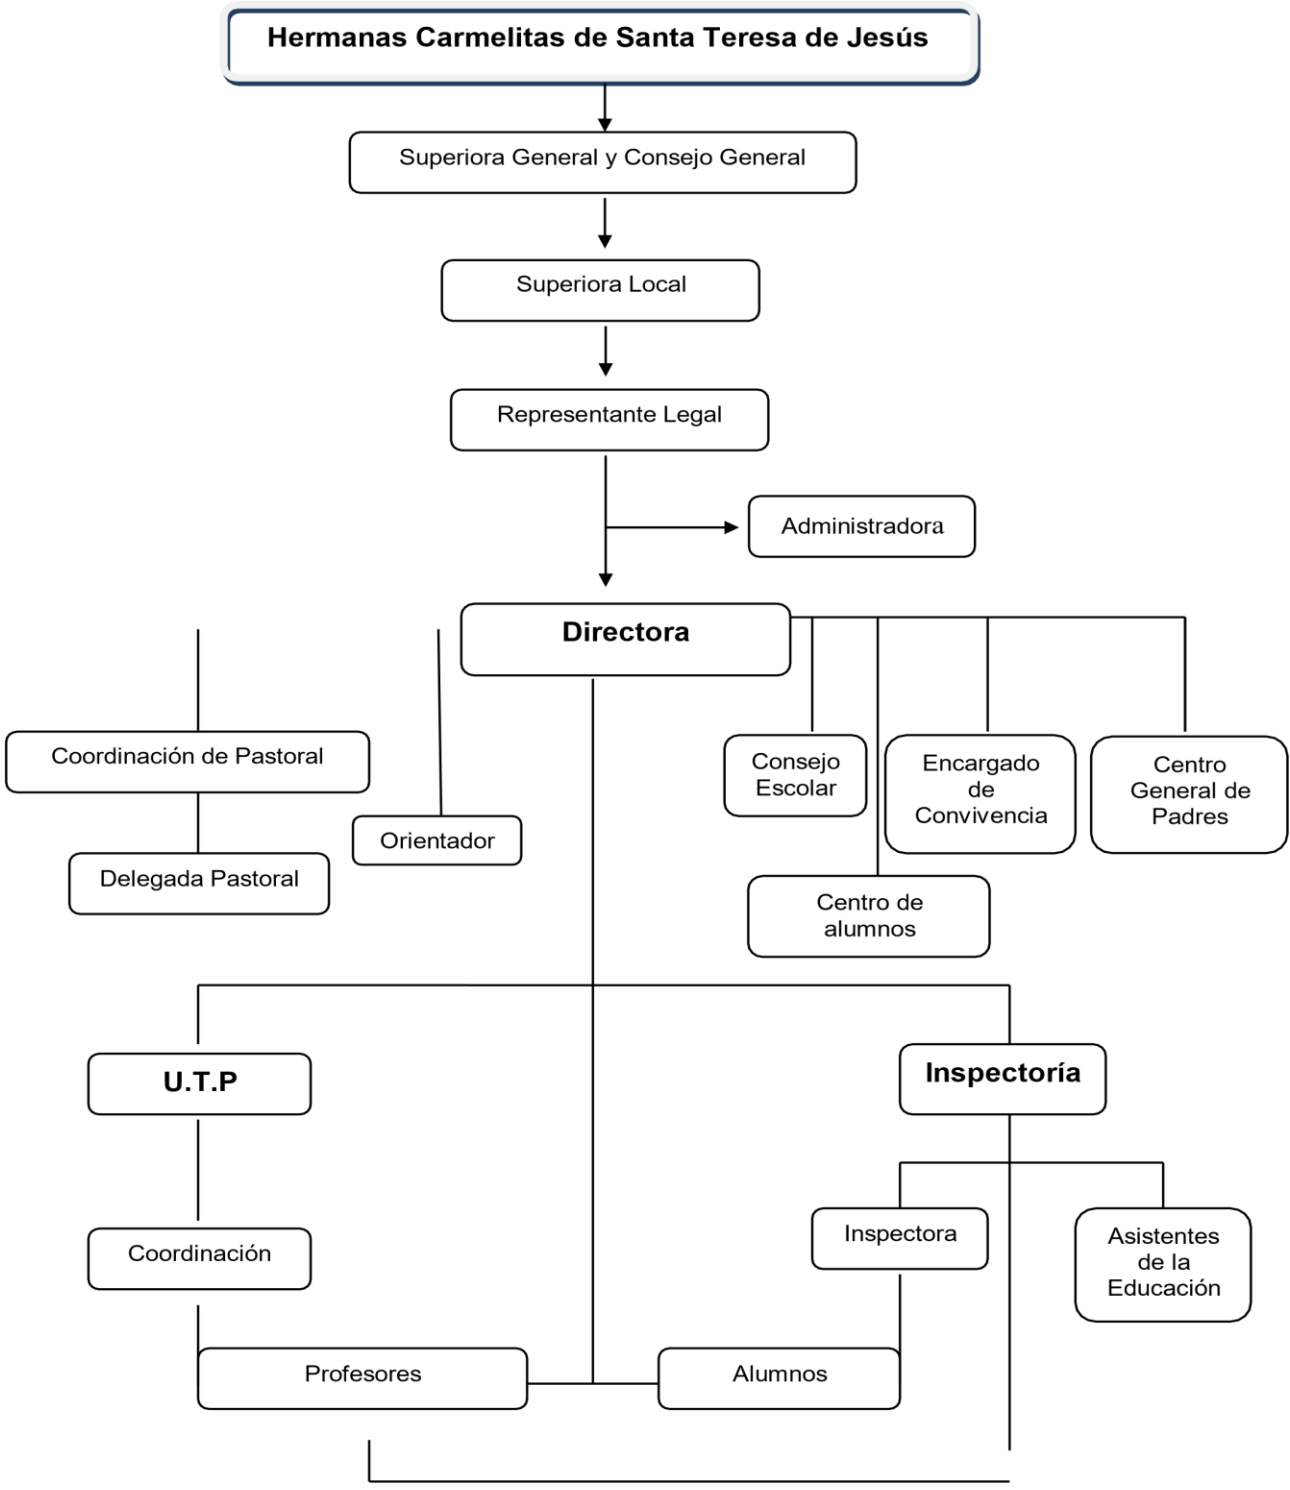 Hermanas Carmelitas de Santa Teresa de Jesús
Superiora General y Consejo General
Superiora Local
Representante Legal
Administradora
Directora
Coordinación de Pastoral
Delegada Pastoral
Orientador
Consejo
Escolar
Encargado
de
Convivencia
Centro
General de
Padres
Centro de
alumnos
U.T.P
Inspectoría
Coordinación
Inspectora
Asistentes
de la
Educación
Profesores
Alumnos